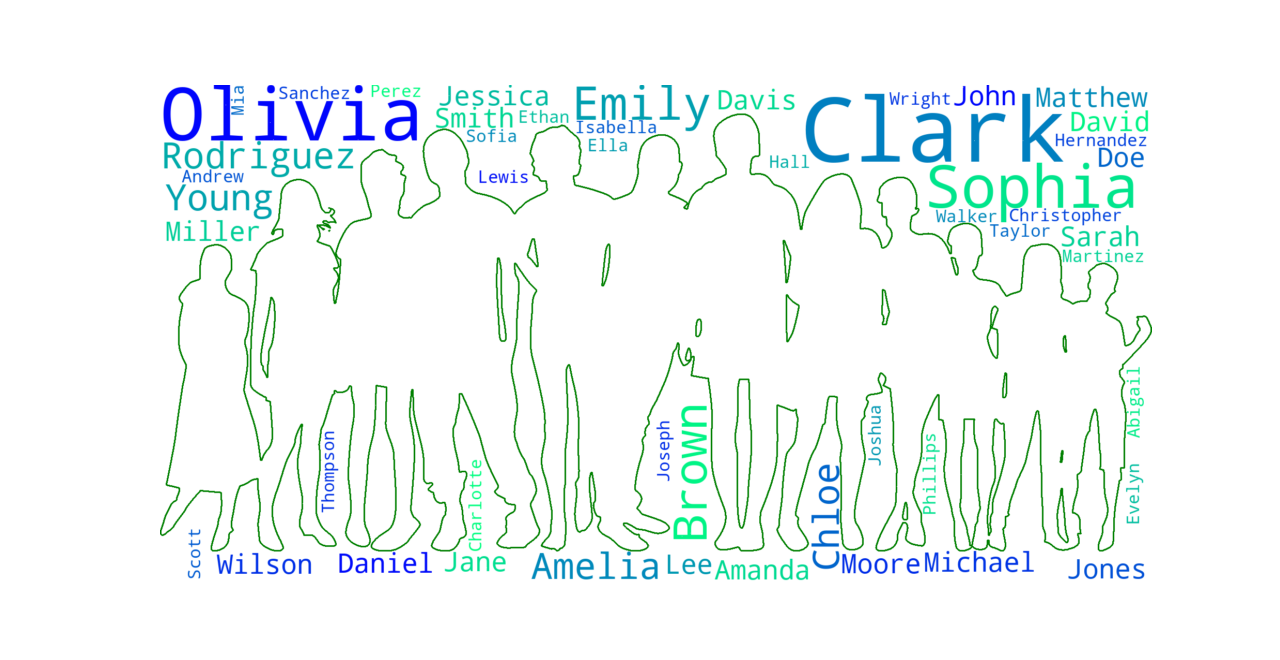 Olivia
Mia
Sanchez
Perez
Jessica
Smith
Ethan
Sofia
Emily
Isabella
Ella
Davis
Clark
Wright
John
Matthew
David
Hernandez
Doe
Rodriguez
Andrew
Lewis
Hall
Young
Sophia
Miller
Walker
Christopher
Taylor
Sarah
Martinez
Abigail
Brown
Joshua
Joseph
Thompson
Phillips
Charlotte
Chloe
Evelyn
Scott
Wilson
Daniel
Jane
Amelia
Lee
Amanda
Moore
Michael
Jones